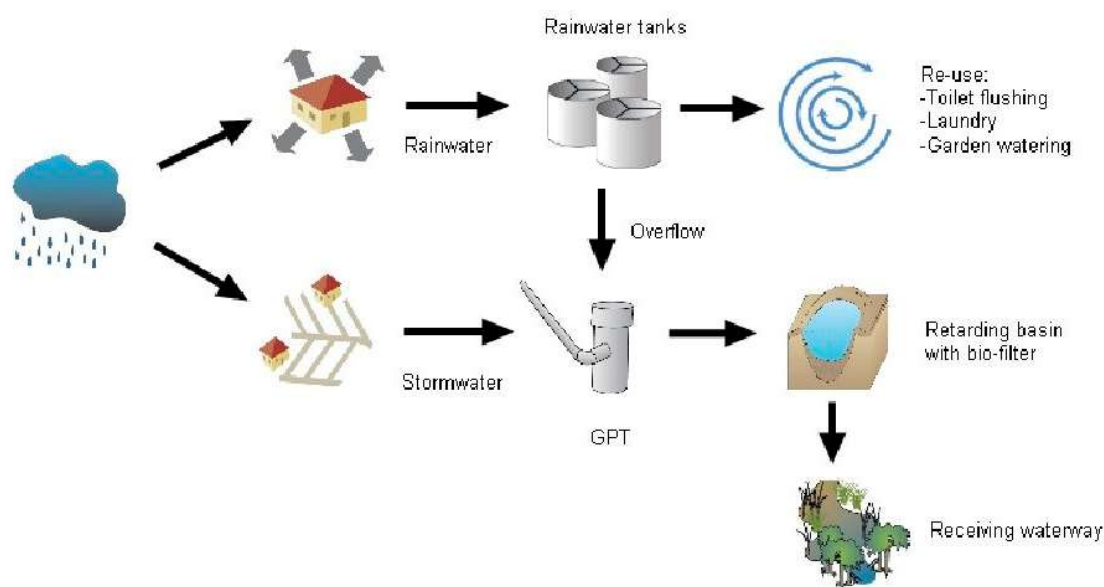 Rainwater tanks
Re-use:
-Toilet flushing
-Laundry
-Garden watering
Rainwater
Overflow
Retarding basin
with bio-filter
Stormwater
GPT
Receiving waterway